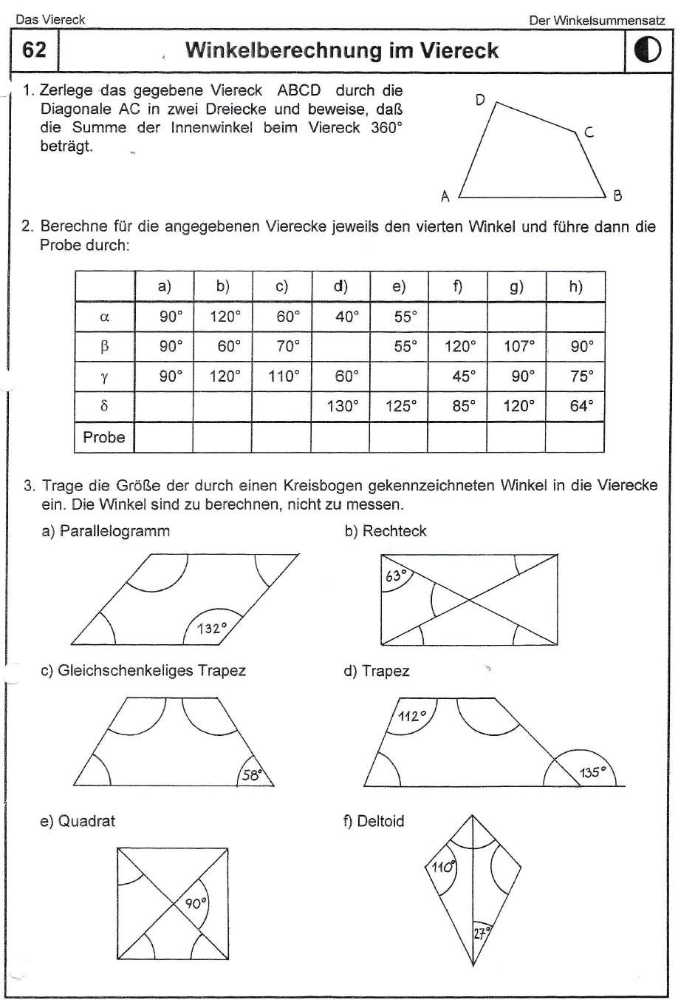 Das Viereck
Der Winkelsummensatz
62
Winkelberechnung im Viereck
1. Zerlege das gegebene Viereck ABCD durch die
Diagonale AC in zwei Dreiecke und beweise, daß
die Summe der Innenwinkel beim Viereck 360°
beträgt.
D
C
A
B
2. Berechne für die angegebenen Vierecke jeweils den vierten Winkel und führe dann die
Probe durch:
a) b) c) d) e) f) g) h)
α 90° 120° 60° 40° 55°
β 90° 60° 70° 55° 120° 107° 90°
γ 90° 120° 110° 60° 45° 90° 75°
δ 130° 125° 85° 120° 64°
Probe
3. Trage die Größe der durch einen Kreisbogen gekennzeichneten Winkel in die Vierecke
ein. Die Winkel sind zu berechnen, nicht zu messen.
a) Parallelogramm
b) Rechteck
63°
132°
c) Gleichschenkeliges Trapez
d) Trapez
112°
58°
135°
e) Quadrat
f) Deltoid
110°
90°
27°